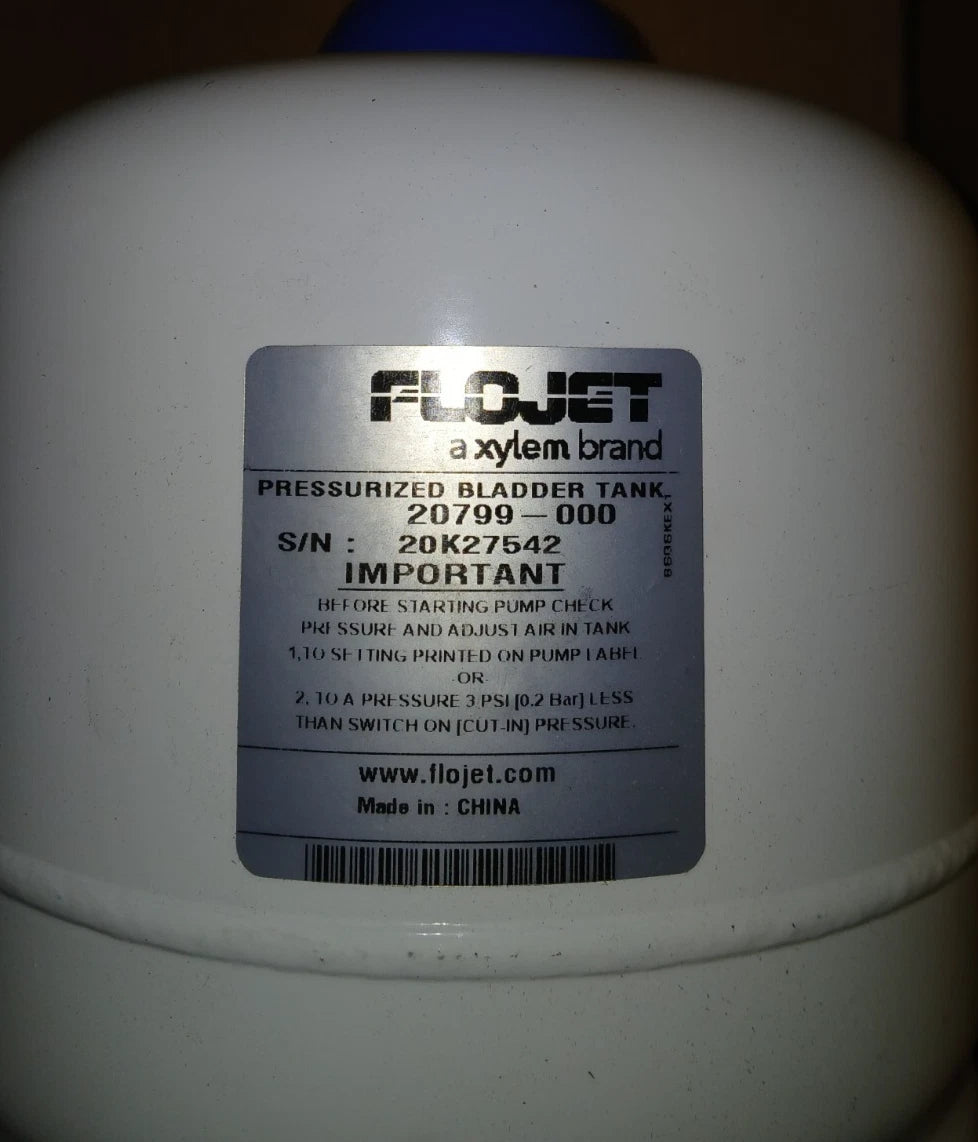 FLOJET
a xylem brand
PRESSURIZED BLADDER TANK
20799-000
S/N : 20K27542
IMPORTANT
BEFORE STARTING PUMP CHECK
PRESSURE AND ADJUST AIR IN TANK
1,TO SETTING PRINTED ON PUMP LABEL
OR
2, TO A PRESSURE 3 PSI [0.2 Bar] LESS
THAN SWITCH ON [CUT-IN] PRESSURE.
www.flojet.com
Made in : CHINA